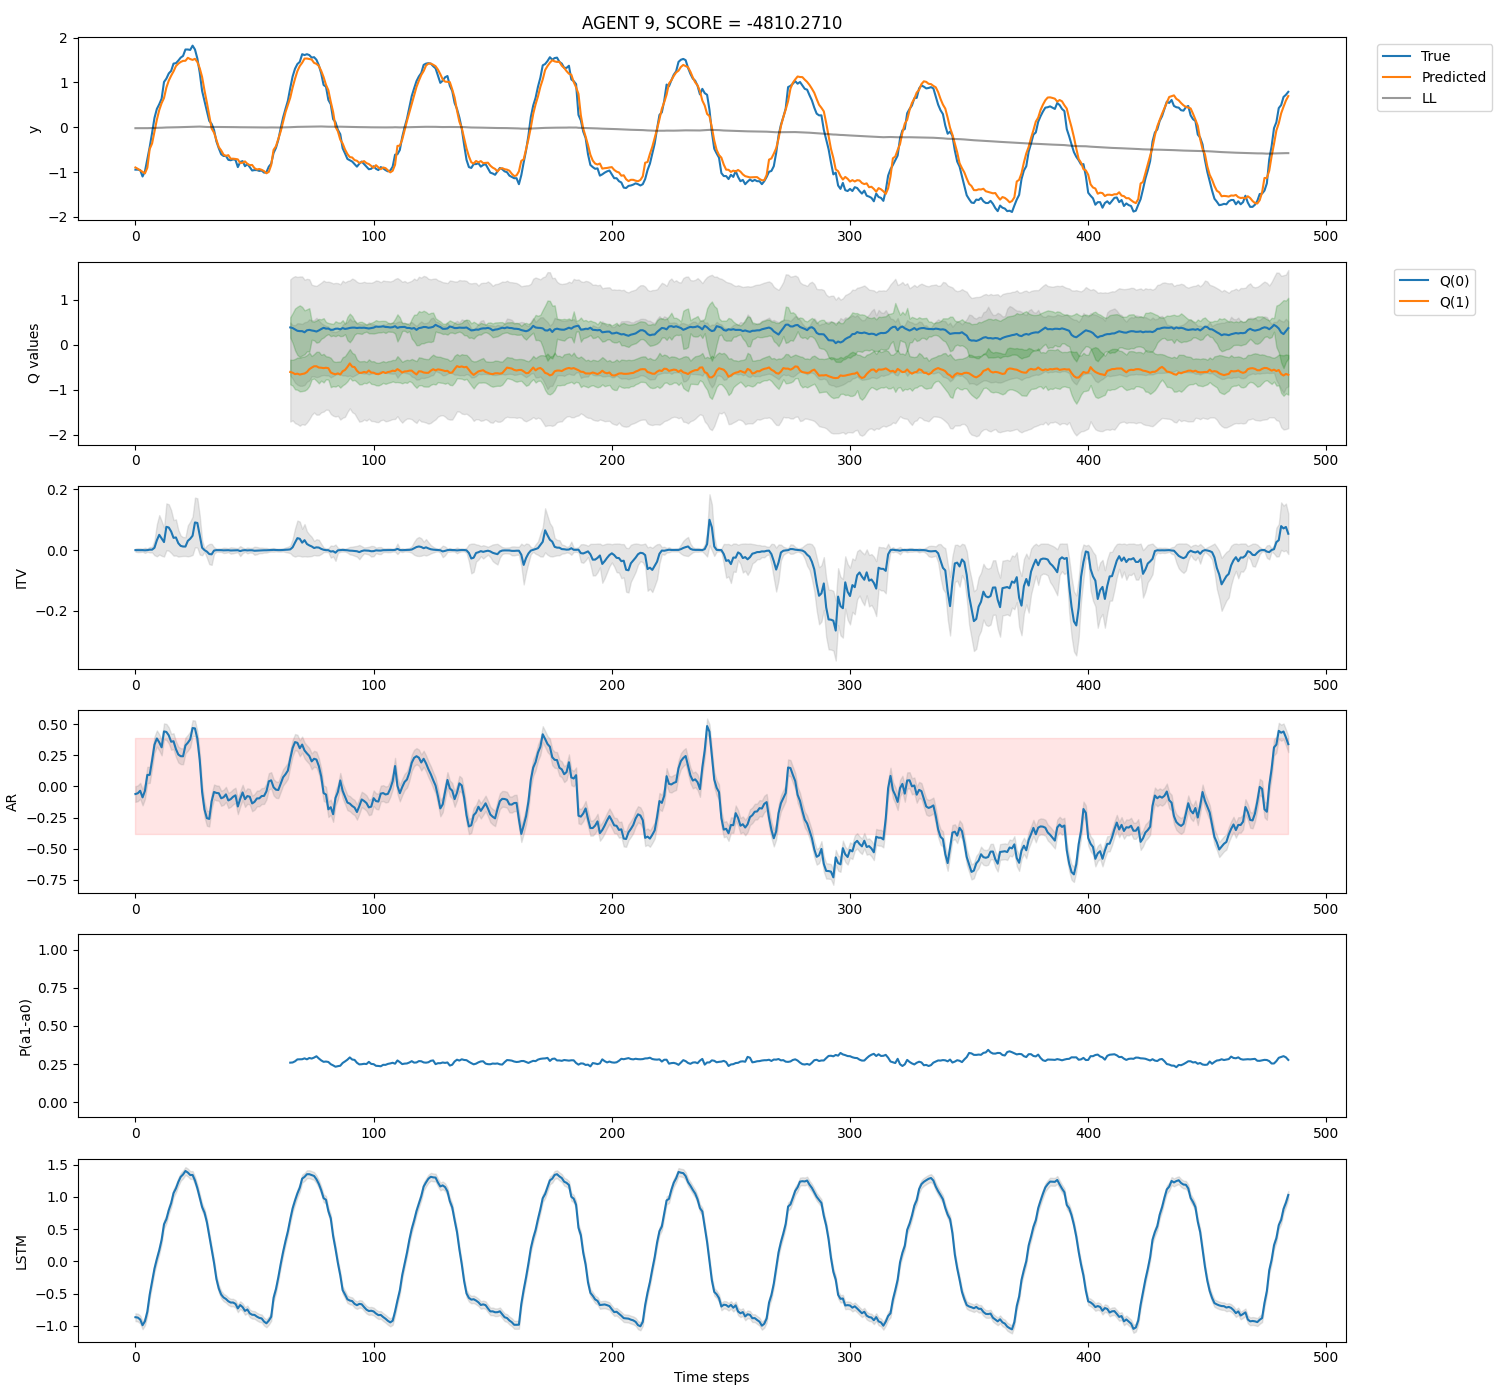 AGENT 9, SCORE = -4810.2710
y
2
1
0
−1
−2
0 100 200 300 400 500
True
Predicted
LL
Q values
1
0
−1
−2
0 100 200 300 400 500
Q(0)
Q(1)
ITV
0.2
0.0
−0.2
0 100 200 300 400 500
AR
0.50
0.25
0.00
−0.25
−0.50
−0.75
0 100 200 300 400 500
P(a1-a0)
1.00
0.75
0.50
0.25
0.00
0 100 200 300 400 500
LSTM
1.5
1.0
0.5
0.0
−0.5
−1.0
0 100 200 300 400 500
Time steps